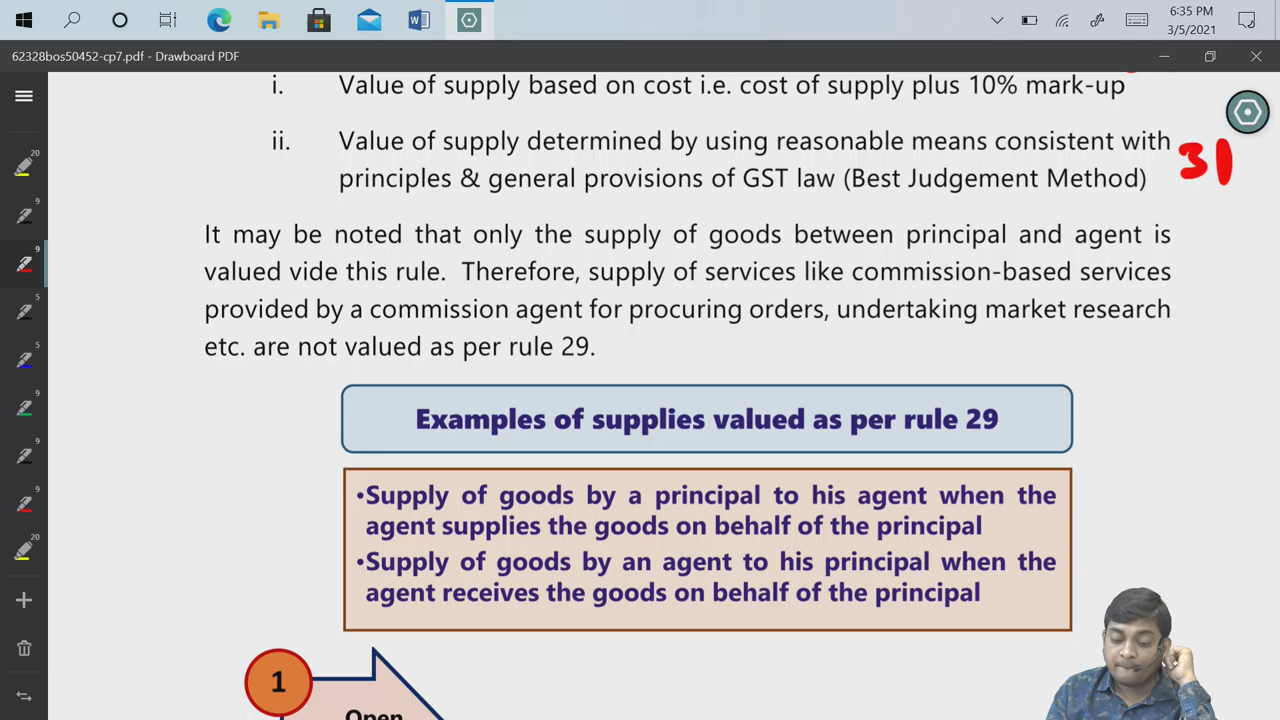 6:35 PM
3/5/2021
62328bos50452-cp7.pdf - Drawboard PDF
i. Value of supply based on cost i.e. cost of supply plus 10% mark-up
ii. Value of supply determined by using reasonable means consistent with
principles & general provisions of GST law (Best Judgement Method)
31
It may be noted that only the supply of goods between principal and agent is
valued vide this rule. Therefore, supply of services like commission-based services
provided by a commission agent for procuring orders, undertaking market research
etc. are not valued as per rule 29.
Examples of supplies valued as per rule 29
•Supply of goods by a principal to his agent when the
agent supplies the goods on behalf of the principal
•Supply of goods by an agent to his principal when the
agent receives the goods on behalf of the principal
1
Open
20
9
9
5
5
9
9
9
20